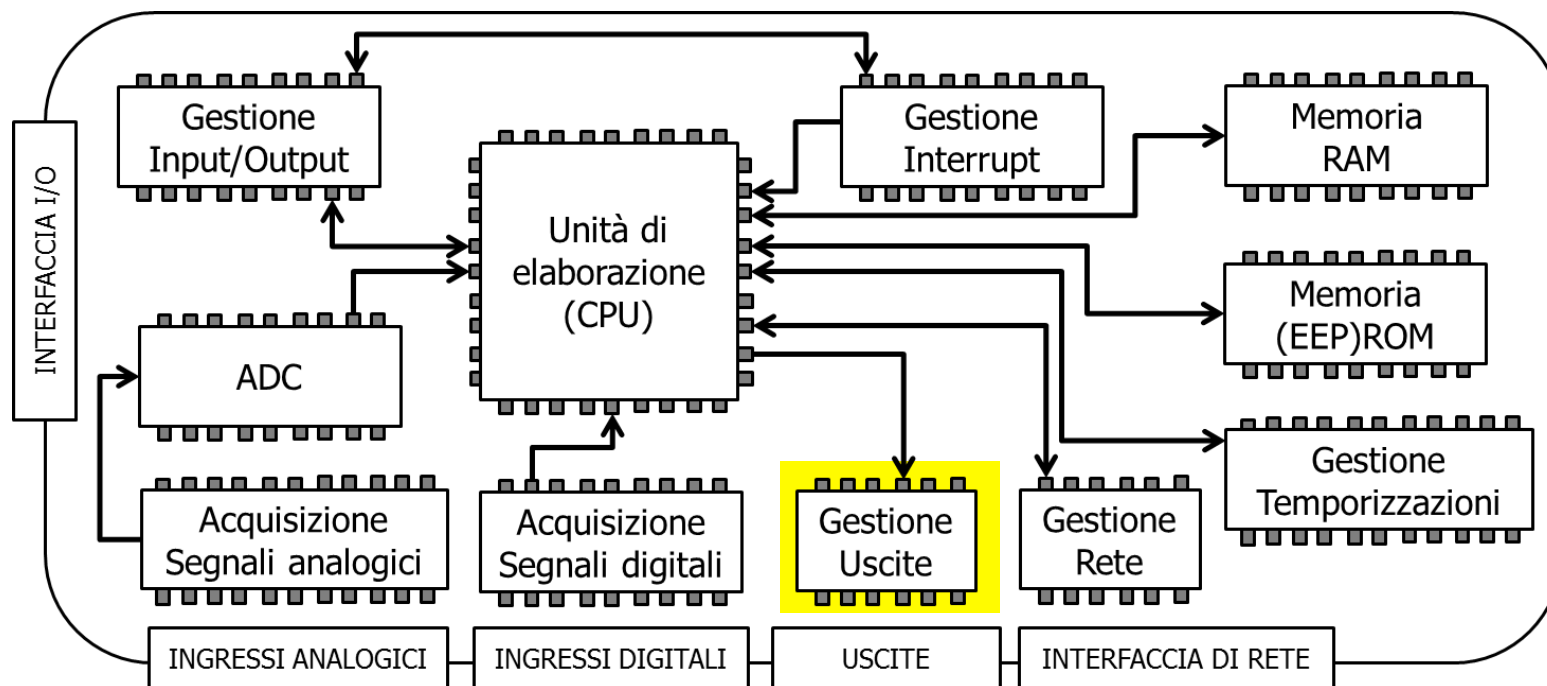 INTERFACCIA I/O
Gestione
Input/Output
Gestione
Interrupt
Memoria
RAM
Unità di
elaborazione
(CPU)
Memoria
(EEP)ROM
ADC
Gestione
Temporizzazioni
Acquisizione
Segnali analogici
Acquisizione
Segnali digitali
Gestione
Uscite
Gestione
Rete
INGRESSI ANALOGICI
INGRESSI DIGITALI
USCITE
INTERFACCIA DI RETE